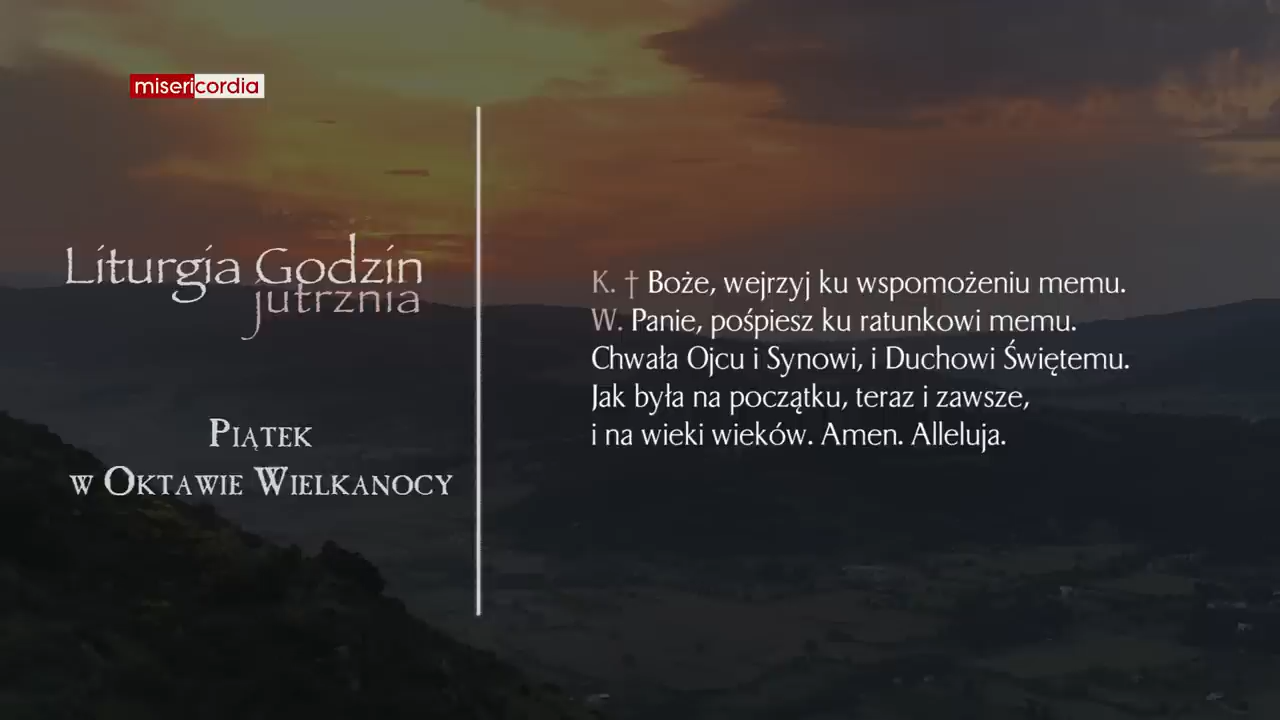 misericordia
Liturgia Godzin
jutrznia
Piątek
w Oktawie Wielkanocy
K. † Boże, wejrzyj ku wspomożeniu memu.
W. Panie, pośpiesz ku ratunkowi memu.
Chwała Ojcu i Synowi, i Duchowi Świętemu.
Jak była na początku, teraz i zawsze,
i na wieki wieków. Amen. Alleluja.